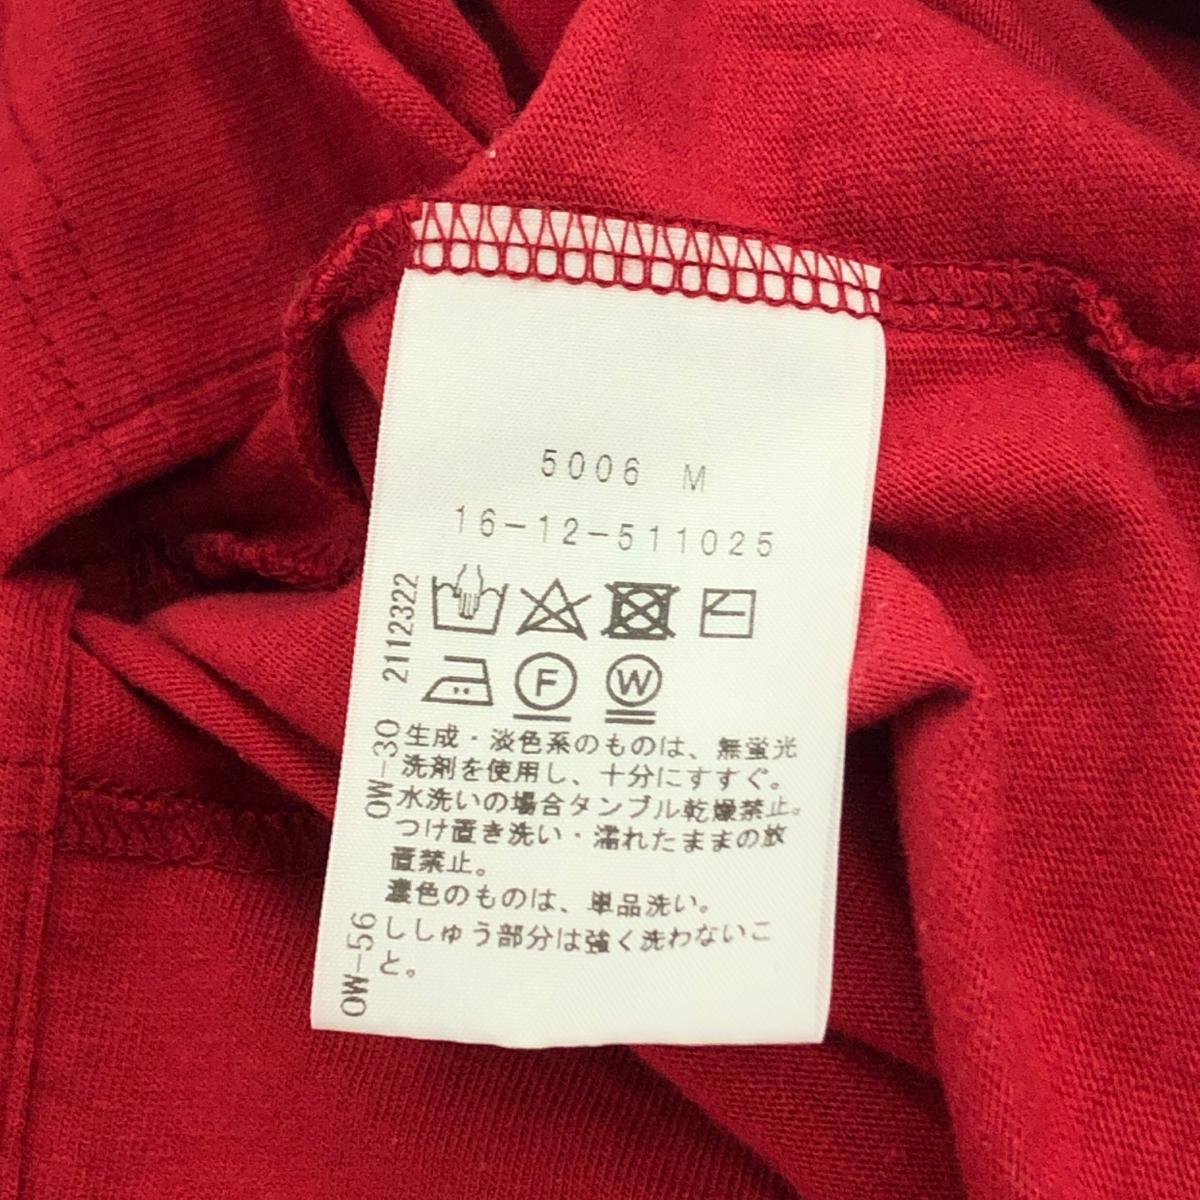 5006 M
16-12-511025
F W
生成・淡色系のものは、無蛍光
洗剤を使用し、十分にすすぐ。
水洗いの場合タンブル乾燥禁止。
つけ置き洗い・濡れたままの放
置禁止。
濃色のものは、単品洗い。
ししゅう部分は強く洗わないこ
と。
OW-56 OW-30 2112322